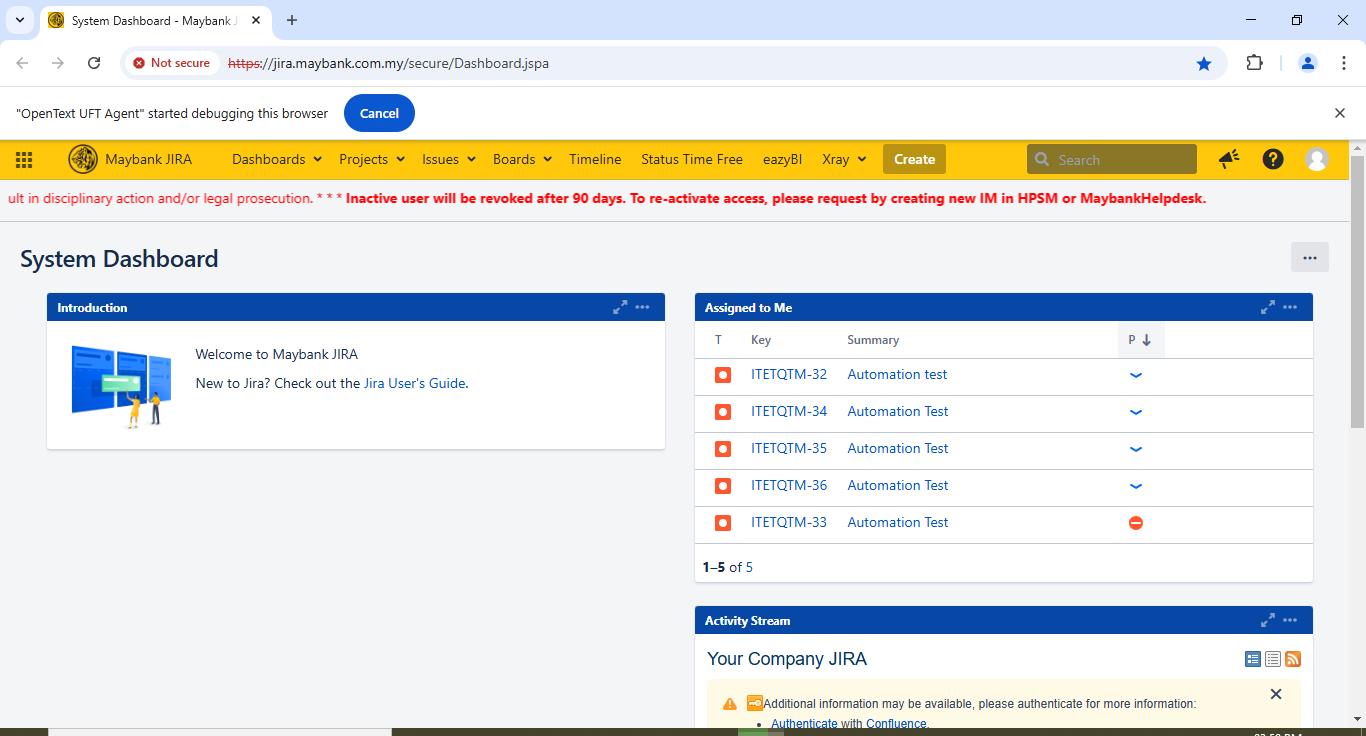 System Dashboard - Maybank J
Not secure https://jira.maybank.com.my/secure/Dashboard.jspa
"OpenText UFT Agent" started debugging this browser Cancel
Maybank JIRA Dashboards Projects Issues Boards Timeline Status Time Free eazyBI Xray Create Search
ult in disciplinary action and/or legal prosecution. * * * Inactive user will be revoked after 90 days. To re-activate access, please request by creating new IM in HPSM or MaybankHelpdesk.
System Dashboard
Introduction
Welcome to Maybank JIRA
New to Jira? Check out the Jira User's Guide.
Assigned to Me
T Key Summary P
ITETQTM-32 Automation test
ITETQTM-34 Automation Test
ITETQTM-35 Automation Test
ITETQTM-36 Automation Test
ITETQTM-33 Automation Test
1–5 of 5
Activity Stream
Your Company JIRA
Additional information may be available, please authenticate for more information:
Authenticate with Confluence.